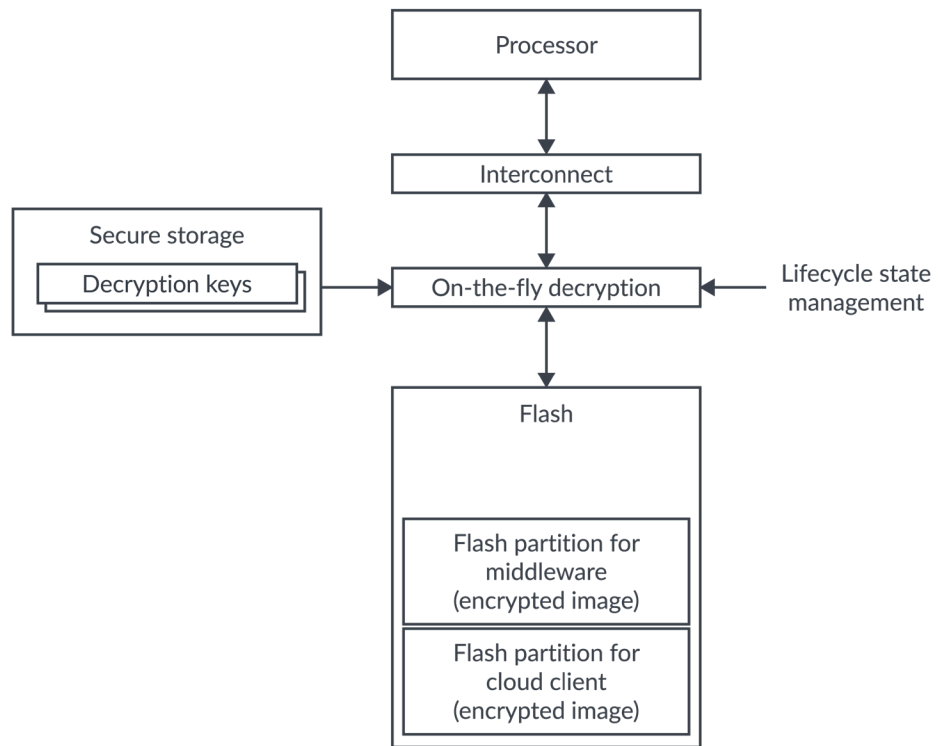 Processor
Interconnect
Secure storage
Decryption keys
On-the-fly decryption
Lifecycle state
management
Flash
Flash partition for
middleware
(encrypted image)
Flash partition for
cloud client
(encrypted image)